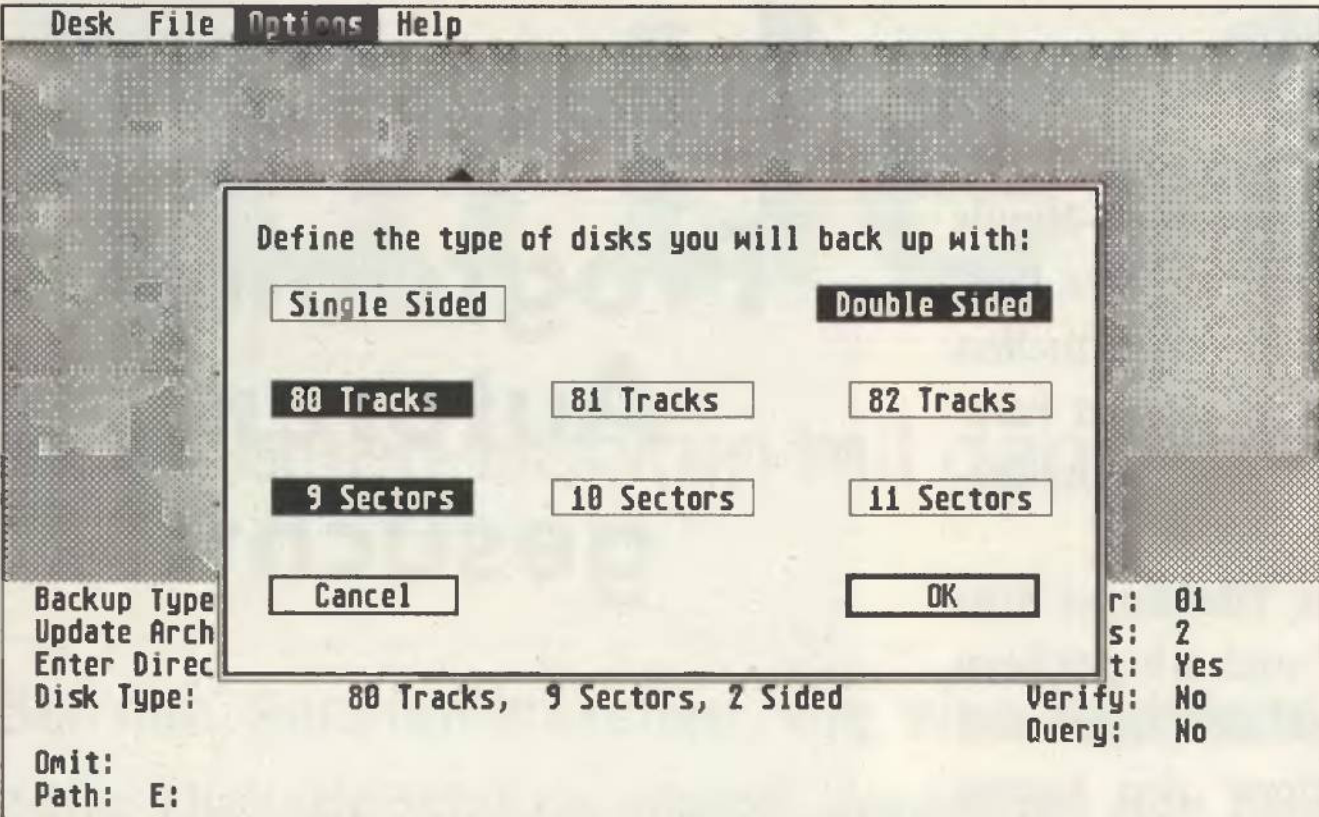 Desk File Options Help
Define the type of disks you will back up with:
Single Sided Double Sided
80 Tracks 81 Tracks 82 Tracks
9 Sectors 10 Sectors 11 Sectors
Cancel OK
Backup Type r: 01
Update Arch s: 2
Enter Direc t: Yes
Disk Type: 80 Tracks, 9 Sectors, 2 Sided Verify: No
Query: No
Omit:
Path: E: